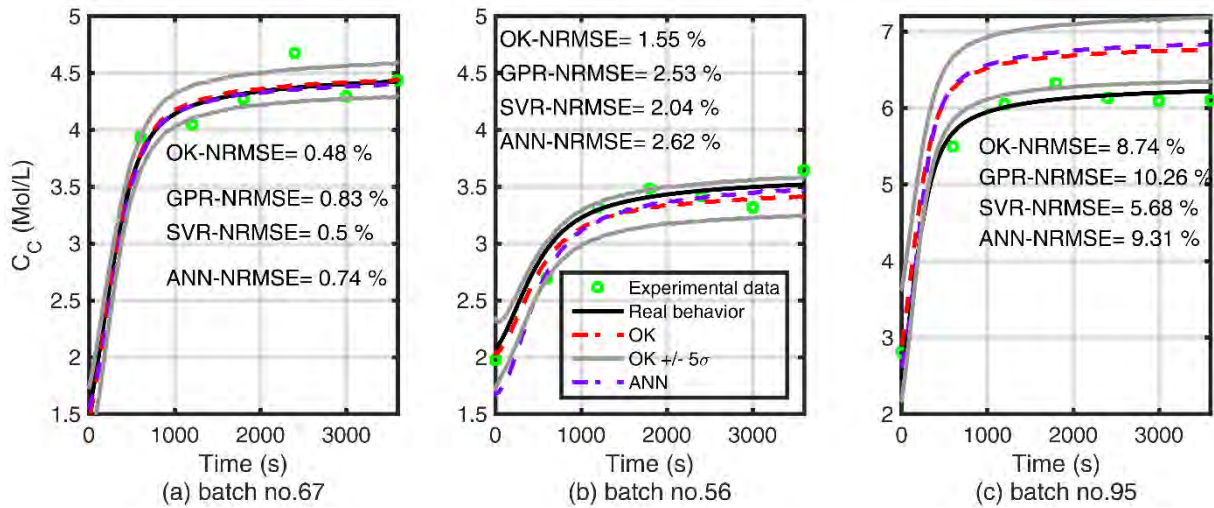 C_C (Mol/L)
5
4.5
4
3.5
3
2.5
2
1.5
OK-NRMSE= 0.48 %
GPR-NRMSE= 0.83 %
SVR-NRMSE= 0.5 %
ANN-NRMSE= 0.74 %
0 1000 2000 3000
Time (s)
(a) batch no.67
5
4.5
4
3.5
3
2.5
2
1.5
OK-NRMSE= 1.55 %
GPR-NRMSE= 2.53 %
SVR-NRMSE= 2.04 %
ANN-NRMSE= 2.62 %
Experimental data
Real behavior
OK
OK +/- 5σ
ANN
0 1000 2000 3000
Time (s)
(b) batch no.56
7
6
5
4
3
2
OK-NRMSE= 8.74 %
GPR-NRMSE= 10.26 %
SVR-NRMSE= 5.68 %
ANN-NRMSE= 9.31 %
0 1000 2000 3000
Time (s)
(c) batch no.95